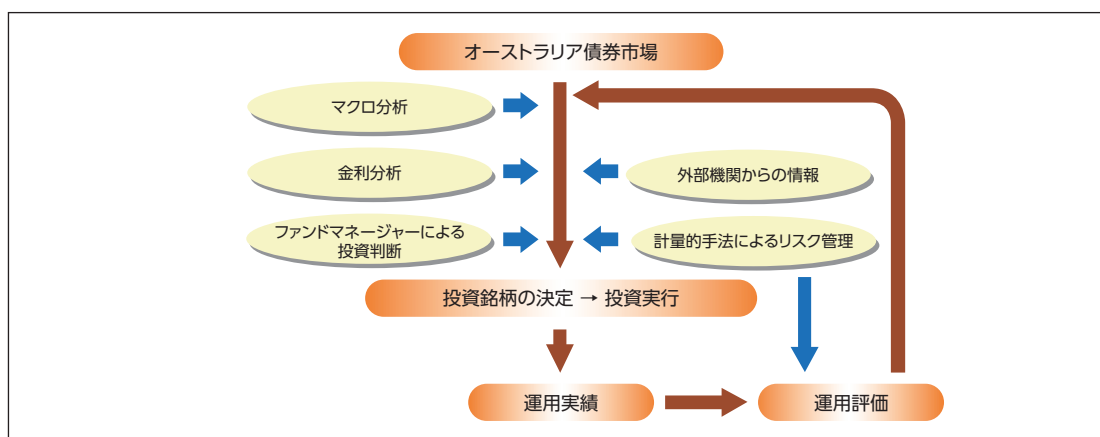 オーストラリア債券市場
マクロ分析
金利分析
外部機関からの情報
ファンドマネージャーによる
投資判断
計量的手法によるリスク管理
投資銘柄の決定 → 投資実行
運用実績
運用評価